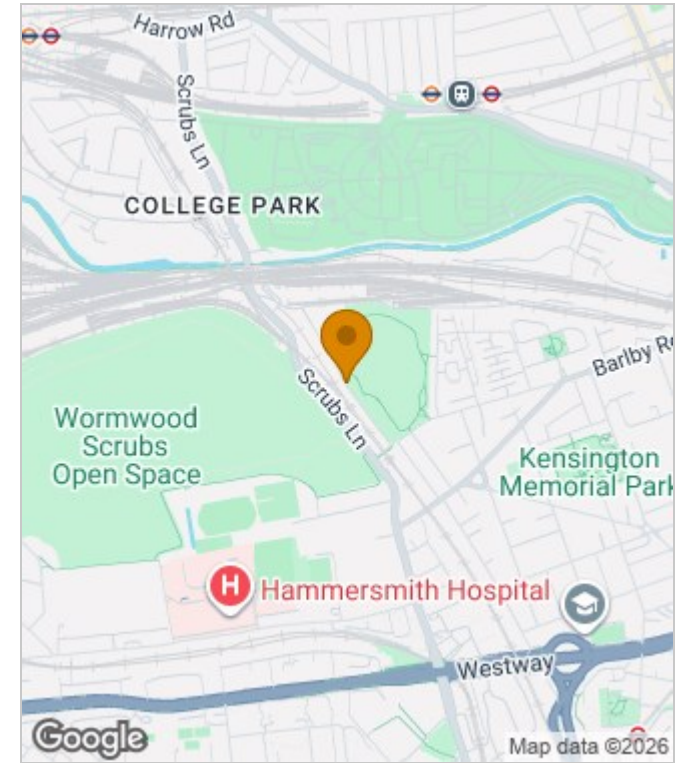 Harrow Rd
Scrubs Ln
COLLEGE PARK
Barlby
Scrubs Ln
Wormwood
Scrubs
Open Space
Kensington
Memorial Park
H
Hammersmith Hospital
Westway
Google
Map data ©2026